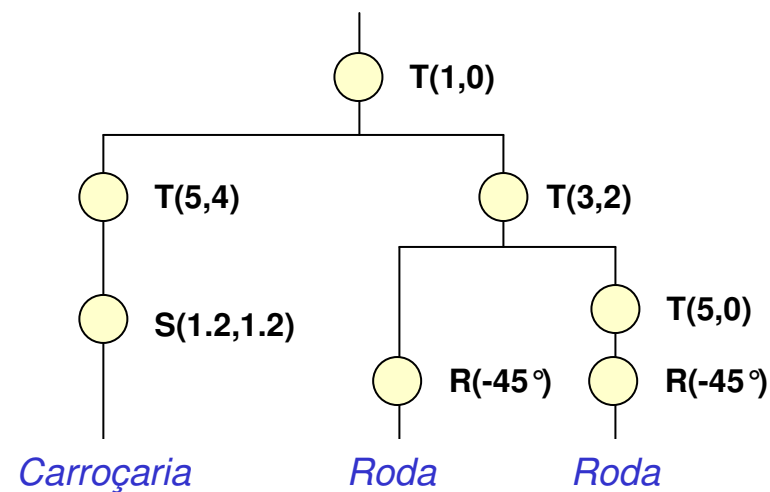 T(1,0)
T(5,4)
T(3,2)
S(1.2,1.2)
T(5,0)
R(-45°)
R(-45°)
Carroçaria
Roda
Roda